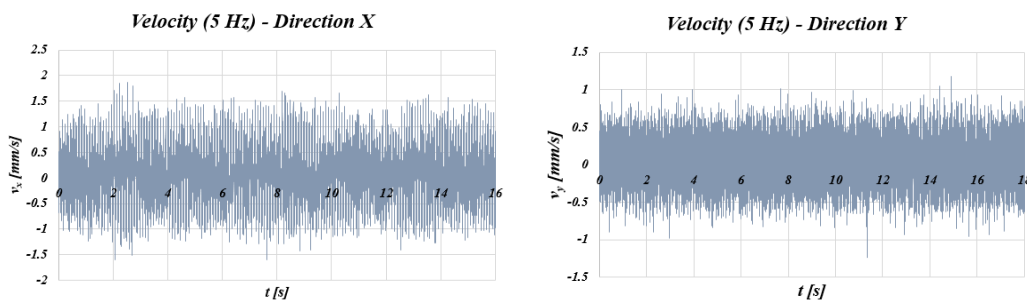 Velocity (5 Hz) - Direction X
2.5
2
1.5
1
0.5
0
-0.5
-1
-1.5
-2
vx [mm/s]
0 2 4 6 8 10 12 14 16
t [s]
Velocity (5 Hz) - Direction Y
1.5
1
0.5
0
-0.5
-1
-1.5
vy [mm/s]
0 2 4 6 8 10 12 14 16 18
t [s]